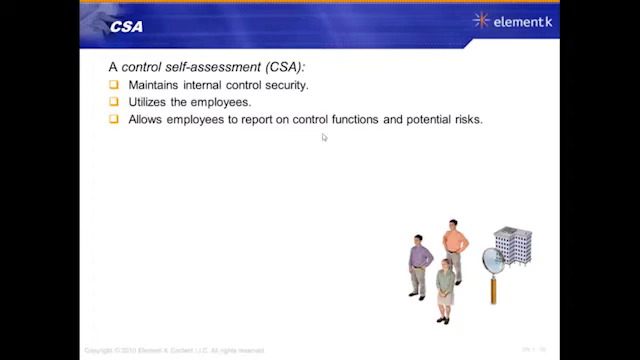 CSA
element k
A control self-assessment (CSA):
Maintains internal control security.
Utilizes the employees.
Allows employees to report on control functions and potential risks.
Copyright © 2010 Element K Content LLC. All rights reserved.